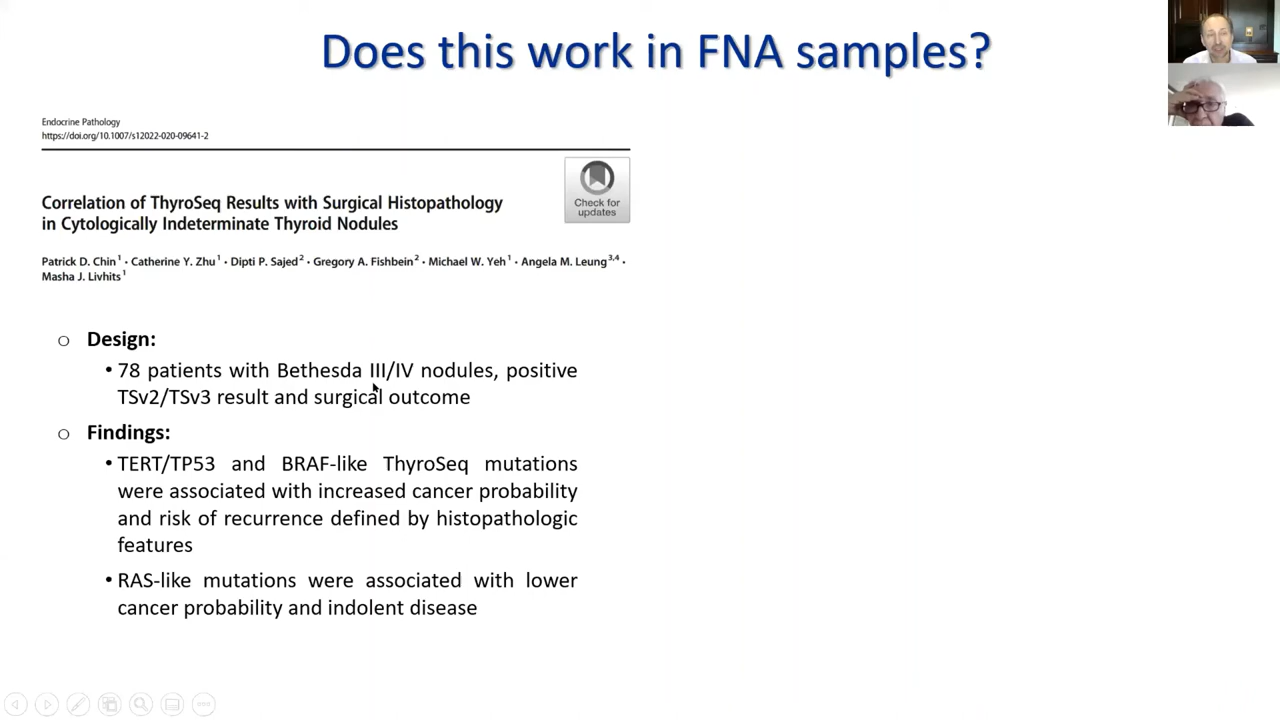 Does this work in FNA samples?
Endocrine Pathology
https://doi.org/10.1007/s12022-020-09641-2
Check for
updates
Correlation of ThyroSeq Results with Surgical Histopathology
in Cytologically Indeterminate Thyroid Nodules
Patrick D. Chin¹ · Catherine Y. Zhu¹ · Dipti P. Sajed² · Gregory A. Fishbein² · Michael W. Yeh¹ · Angela M. Leung³,⁴ ·
Masha J. Livhits¹
○ Design:
• 78 patients with Bethesda III/IV nodules, positive
TSv2/TSv3 result and surgical outcome
○ Findings:
• TERT/TP53 and BRAF-like ThyroSeq mutations
were associated with increased cancer probability
and risk of recurrence defined by histopathologic
features
• RAS-like mutations were associated with lower
cancer probability and indolent disease